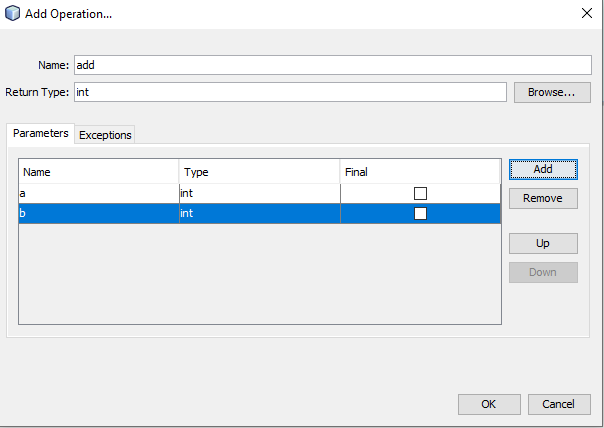 Add Operation...
Name: add
Return Type: int Browse...
Parameters Exceptions
Name Type Final Add
a int
Remove
b int
Up
Down
OK Cancel